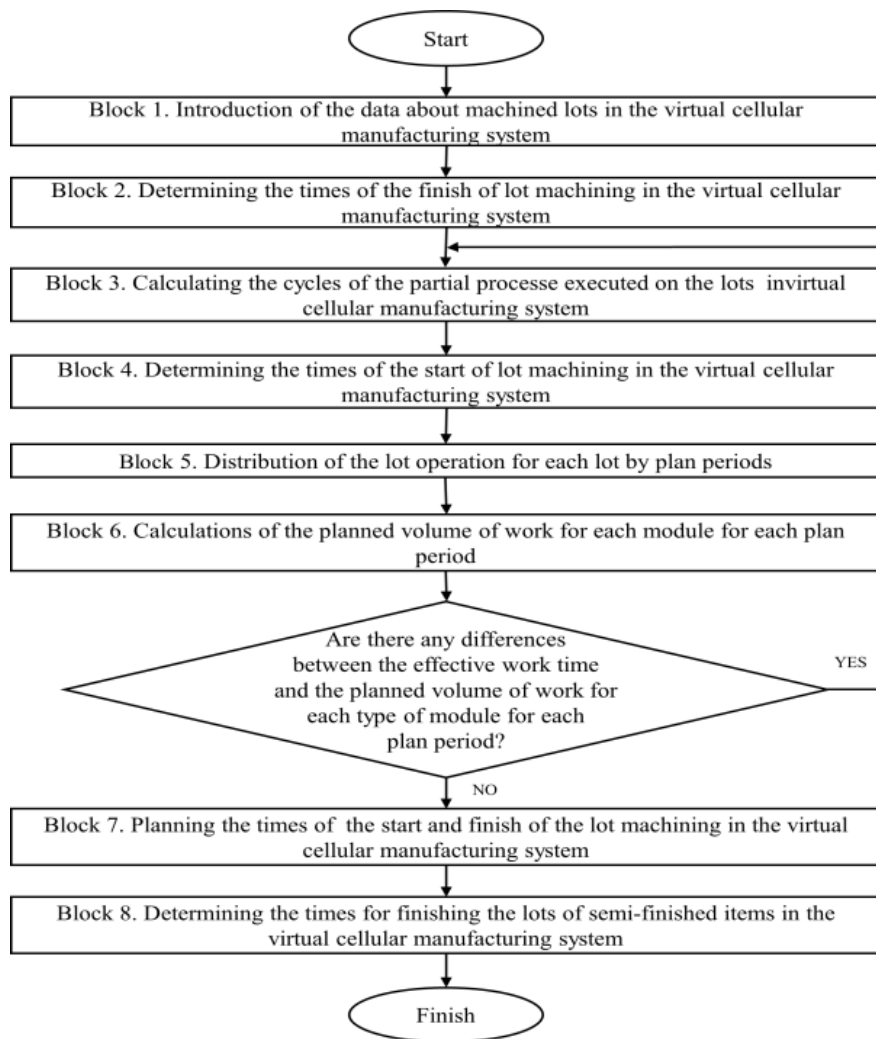 Start
Block 1. Introduction of the data about machined lots in the virtual cellular
manufacturing system
Block 2. Determining the times of the finish of lot machining in the virtual cellular
manufacturing system
Block 3. Calculating the cycles of the partial processe executed on the lots invirtual
cellular manufacturing system
Block 4. Determining the times of the start of lot machining in the virtual cellular
manufacturing system
Block 5. Distribution of the lot operation for each lot by plan periods
Block 6. Calculations of the planned volume of work for each module for each plan
period
Are there any differences
between the effective work time
and the planned volume of work for
each type of module for each
plan period?
YES
NO
Block 7. Planning the times of the start and finish of the lot machining in the virtual
cellular manufacturing system
Block 8. Determining the times for finishing the lots of semi-finished items in the
virtual cellular manufacturing system
Finish